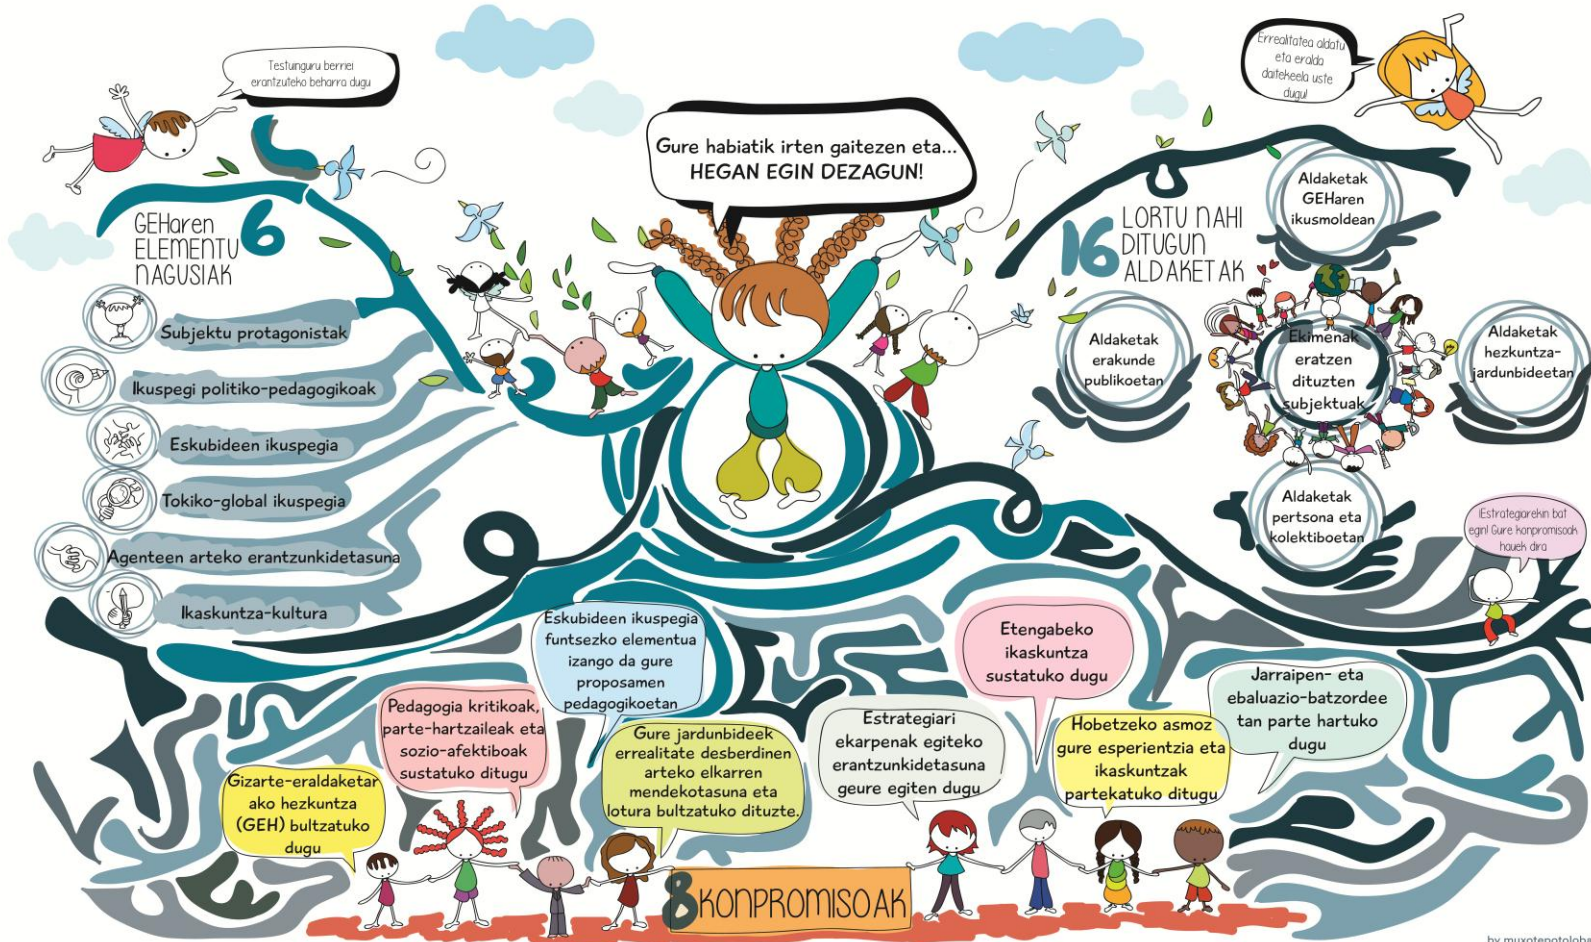 Testuinguru berriei
erantzuteko beharra dugu
Gure habiatik irten gaitezen eta...
HEGAN EGIN DEZAGUN!
Errealitatea aldatu
eta eralda
daitekeela uste
dugu!
GEHaren
ELEMENTU
NAGUSIAK
6
Subjektu protagonistak
Ikuspegi politiko-pedagogikoak
Eskubideen ikuspegia
Tokiko-global ikuspegia
Agenteen arteko erantzunkidetasuna
Ikaskuntza-kultura
16
LORTU NAHI
DITUGUN
ALDAKETAK
Aldaketak
GEHaren
ikusmoldean
Aldaketak
erakunde
publikoetan
Ekimenak
eratzen
dituzten
subjektuak
Aldaketak
hezkuntza-
jardunbideetan
Aldaketak
pertsona eta
kolektiboetan
¡Estrategiarekin bat
egin! Gure konpromisoak
hauek dira
Gizarte-eraldaketar
ako hezkuntza
(GEH) bultzatuko
dugu
Pedagogia kritikoak,
parte-hartzaileak eta
sozio-afektiboak
sustatuko ditugu
Eskubideen ikuspegia
funtsezko elementua
izango da gure
proposamen
pedagogikoetan
Gure jardunbideek
errealitate desberdinen
arteko elkarren
mendekotasuna eta
lotura bultzatuko dituzte.
Estrategiari
ekarpenak egiteko
erantzunkidetasuna
geure egiten dugu
Etengabeko
ikaskuntza
sustatuko dugu
Hobetzeko asmoz
gure esperientzia eta
ikaskuntzak
partekatuko ditugu
Jarraipen- eta
ebaluazio-batzordee
tan parte hartuko
dugu
8 KONPROMISOAK